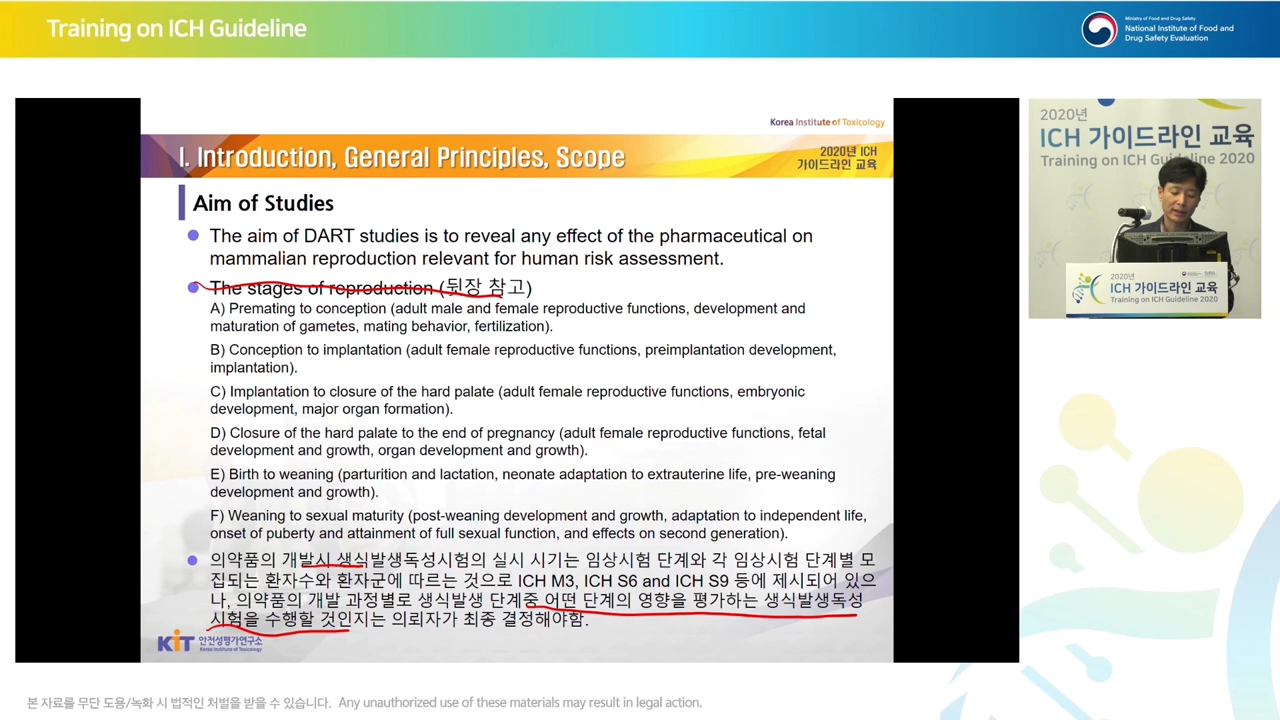 Training on ICH Guideline
Ministry of Food and Drug Safety
National Institute of Food and
Drug Safety Evaluation
Korea Institute of Toxicology
I. Introduction, General Principles, Scope
2020년 ICH
가이드라인 교육
Aim of Studies
The aim of DART studies is to reveal any effect of the pharmaceutical on
mammalian reproduction relevant for human risk assessment.
The stages of reproduction (뒷장 참고)
A) Premating to conception (adult male and female reproductive functions, development and
maturation of gametes, mating behavior, fertilization).
B) Conception to implantation (adult female reproductive functions, preimplantation development,
implantation).
C) Implantation to closure of the hard palate (adult female reproductive functions, embryonic
development, major organ formation).
D) Closure of the hard palate to the end of pregnancy (adult female reproductive functions, fetal
development and growth, organ development and growth).
E) Birth to weaning (parturition and lactation, neonate adaptation to extrauterine life, pre-weaning
development and growth).
F) Weaning to sexual maturity (post-weaning development and growth, adaptation to independent life,
onset of puberty and attainment of full sexual function, and effects on second generation).
의약품의 개발시 생식발생독성시험의 실시 시기는 임상시험 단계와 각 임상시험 단계별 모
집되는 환자수와 환자군에 따르는 것으로 ICH M3, ICH S6 and ICH S9 등에 제시되어 있으
나, 의약품의 개발 과정별로 생식발생 단계중 어떤 단계의 영향을 평가하는 생식발생독성
시험을 수행할 것인지는 의뢰자가 최종 결정해야함.
KIT 안전성평가연구소
Korea Institute of Toxicology
2020년
ICH 가이드라인 교육
Training on ICH Guideline 2020
2020년
ICH 가이드라인 교육
Training on ICH Guideline 2020
본 자료를 무단 도용/녹화 시 법적인 처벌을 받을 수 있습니다. Any unauthorized use of these materials may result in legal action.